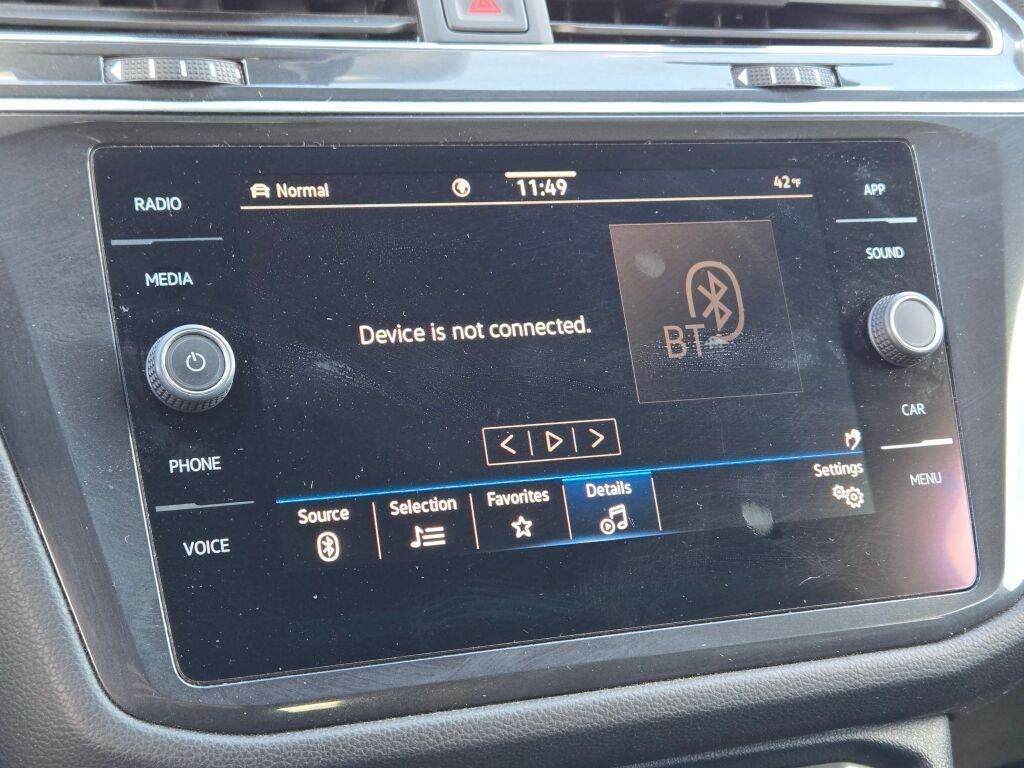 RADIO
MEDIA
PHONE
VOICE
Normal
11:49
42°F
Device is not connected.
BT
Source
Selection
Favorites
Details
Settings
APP
SOUND
CAR
MENU